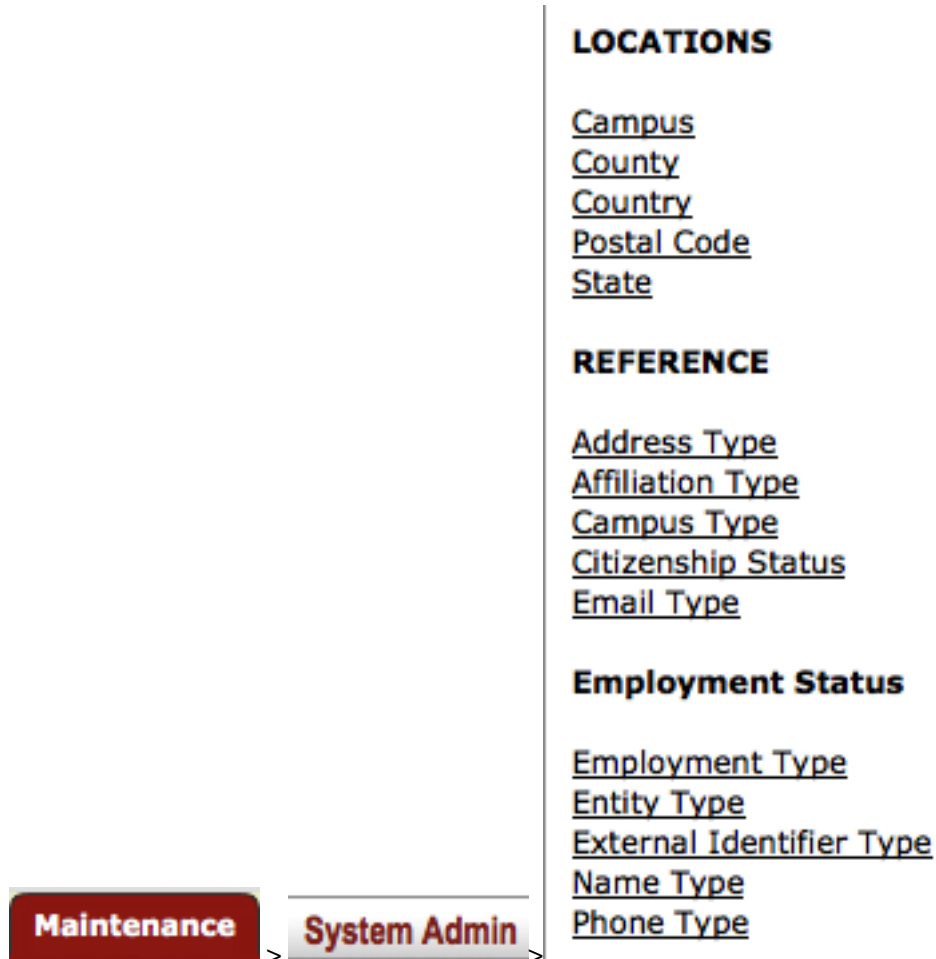 LOCATIONS
Campus
County
Country
Postal Code
State
REFERENCE
Address Type
Affiliation Type
Campus Type
Citizenship Status
Email Type
Employment Status
Employment Type
Entity Type
External Identifier Type
Name Type
Phone Type
Maintenance > System Admin >